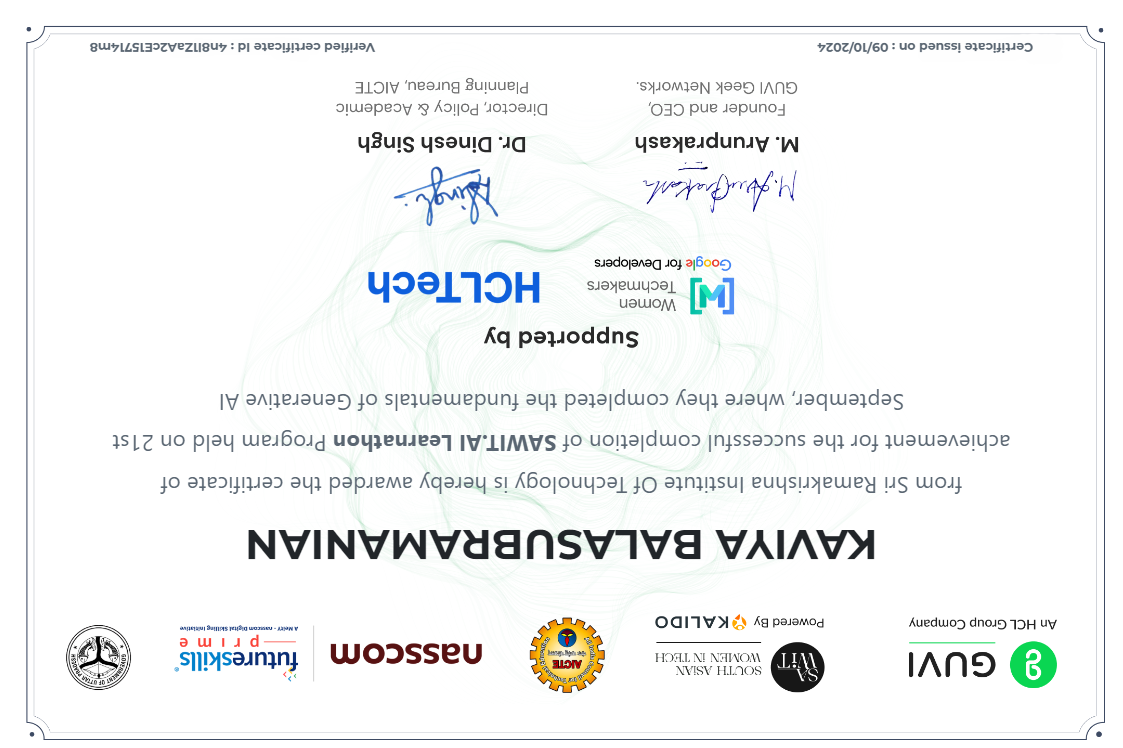 GUVI
An HCL Group Company
SA
WIT
SOUTH ASIAN
WOMEN IN TECH
Powered By KALIDO
AICTE
nasscom
futureskills
prime
A MeitY - nasscom Digital Skilling Initiative
KAVIYA BALASUBRAMANIAN
from Sri Ramakrishna Institute Of Technology is hereby awarded the certificate of
achievement for the successful completion of SAWIT.AI Learnathon Program held on 21st
September, where they completed the fundamentals of Generative AI
Supported by
Women
Techmakers
Google for Developers
HCLTech
M. Arunprakash
Founder and CEO,
GUVI Geek Networks.
Dr. Dinesh Singh
Director, Policy & Academic
Planning Bureau, AICTE
Certificate issued on : 09/10/2024
Verified certificate Id : 4n8I1ZaA2cE15714m8